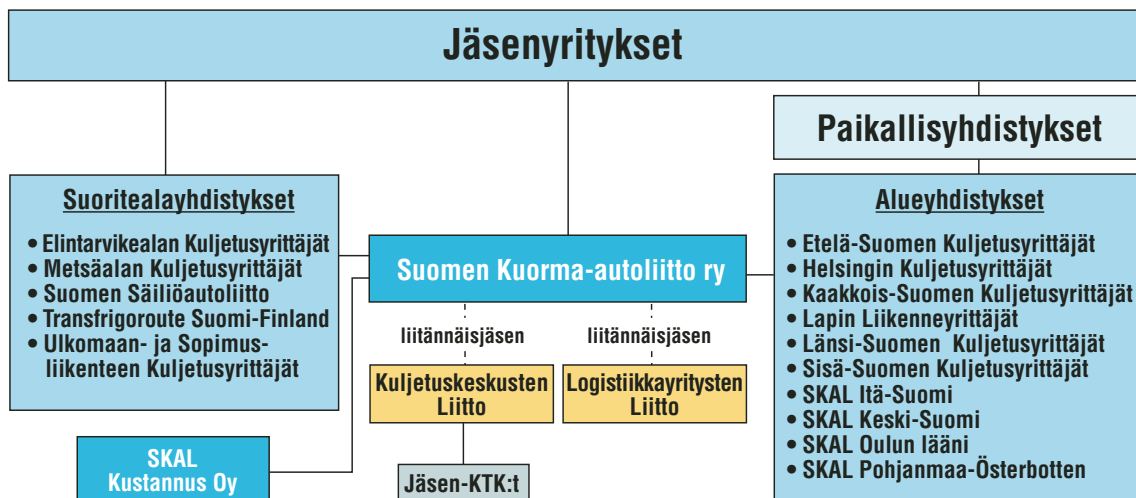 Jäsenyritykset
Paikallisyhdistykset
Suoritealayhdistykset
• Elintarvikealan Kuljetusyrittäjät
• Metsäalan Kuljetusyrittäjät
• Suomen Säiliöautoliitto
• Transfrigoroute Suomi-Finland
• Ulkomaan- ja Sopimus-
liikenteen Kuljetusyrittäjät
Suomen Kuorma-autoliitto ry
liitännäisjäsen
liitännäisjäsen
Kuljetuskeskusten
Liitto
Logistiikkayritysten
Liitto
Alueyhdistykset
• Etelä-Suomen Kuljetusyrittäjät
• Helsingin Kuljetusyrittäjät
• Kaakkois-Suomen Kuljetusyrittäjät
• Lapin Liikenneyrittäjät
• Länsi-Suomen Kuljetusyrittäjät
• Sisä-Suomen Kuljetusyrittäjät
• SKAL Itä-Suomi
• SKAL Keski-Suomi
• SKAL Oulun lääni
• SKAL Pohjanmaa-Österbotten
SKAL
Kustannus Oy
Jäsen-KTK:t